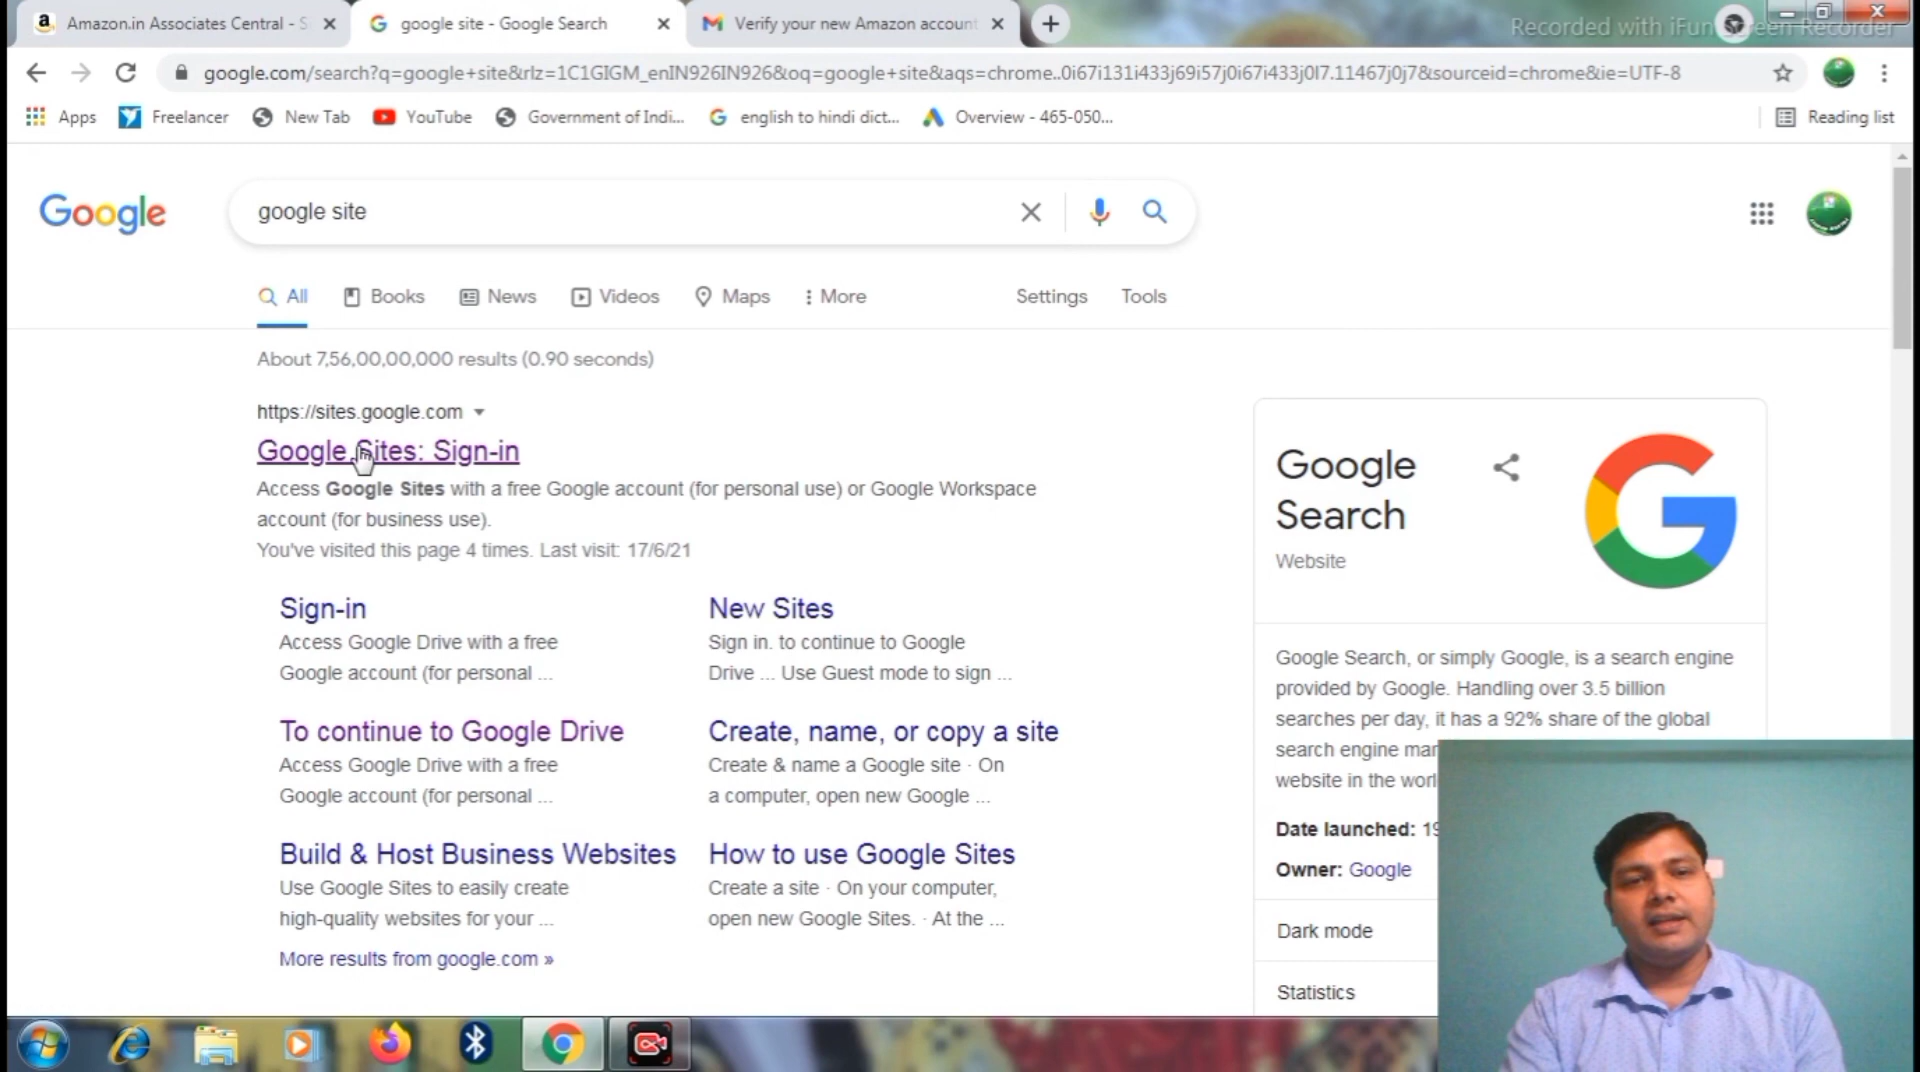 Amazon.in Associates Central - S
google site - Google Search
Verify your new Amazon account
Recorded with iFun Screen Recorder
google.com/search?q=google+site&rlz=1C1GIGM_enIN926IN926&oq=google+site&aqs=chrome..0i67i131i433j69i57j0i67i433j0l7.11467j0j7&sourceid=chrome&ie=UTF-8
Apps
Freelancer
New Tab
YouTube
Government of Indi...
english to hindi dict...
Overview - 465-050...
Reading list
Google
google site
All
Books
News
Videos
Maps
More
Settings
Tools
About 7,56,00,00,000 results (0.90 seconds)
https://sites.google.com
Google Sites: Sign-in
Access Google Sites with a free Google account (for personal use) or Google Workspace
account (for business use).
You've visited this page 4 times. Last visit: 17/6/21
Sign-in
Access Google Drive with a free
Google account (for personal ...
New Sites
Sign in. to continue to Google
Drive ... Use Guest mode to sign ...
To continue to Google Drive
Access Google Drive with a free
Google account (for personal ...
Create, name, or copy a site
Create & name a Google site · On
a computer, open new Google ...
Build & Host Business Websites
Use Google Sites to easily create
high-quality websites for your ...
How to use Google Sites
Create a site · On your computer,
open new Google Sites. · At the ...
More results from google.com »
Google
Search
Website
Google Search, or simply Google, is a search engine
provided by Google. Handling over 3.5 billion
searches per day, it has a 92% share of the global
search engine mar
website in the worl
Date launched: 19
Owner: Google
Dark mode
Statistics